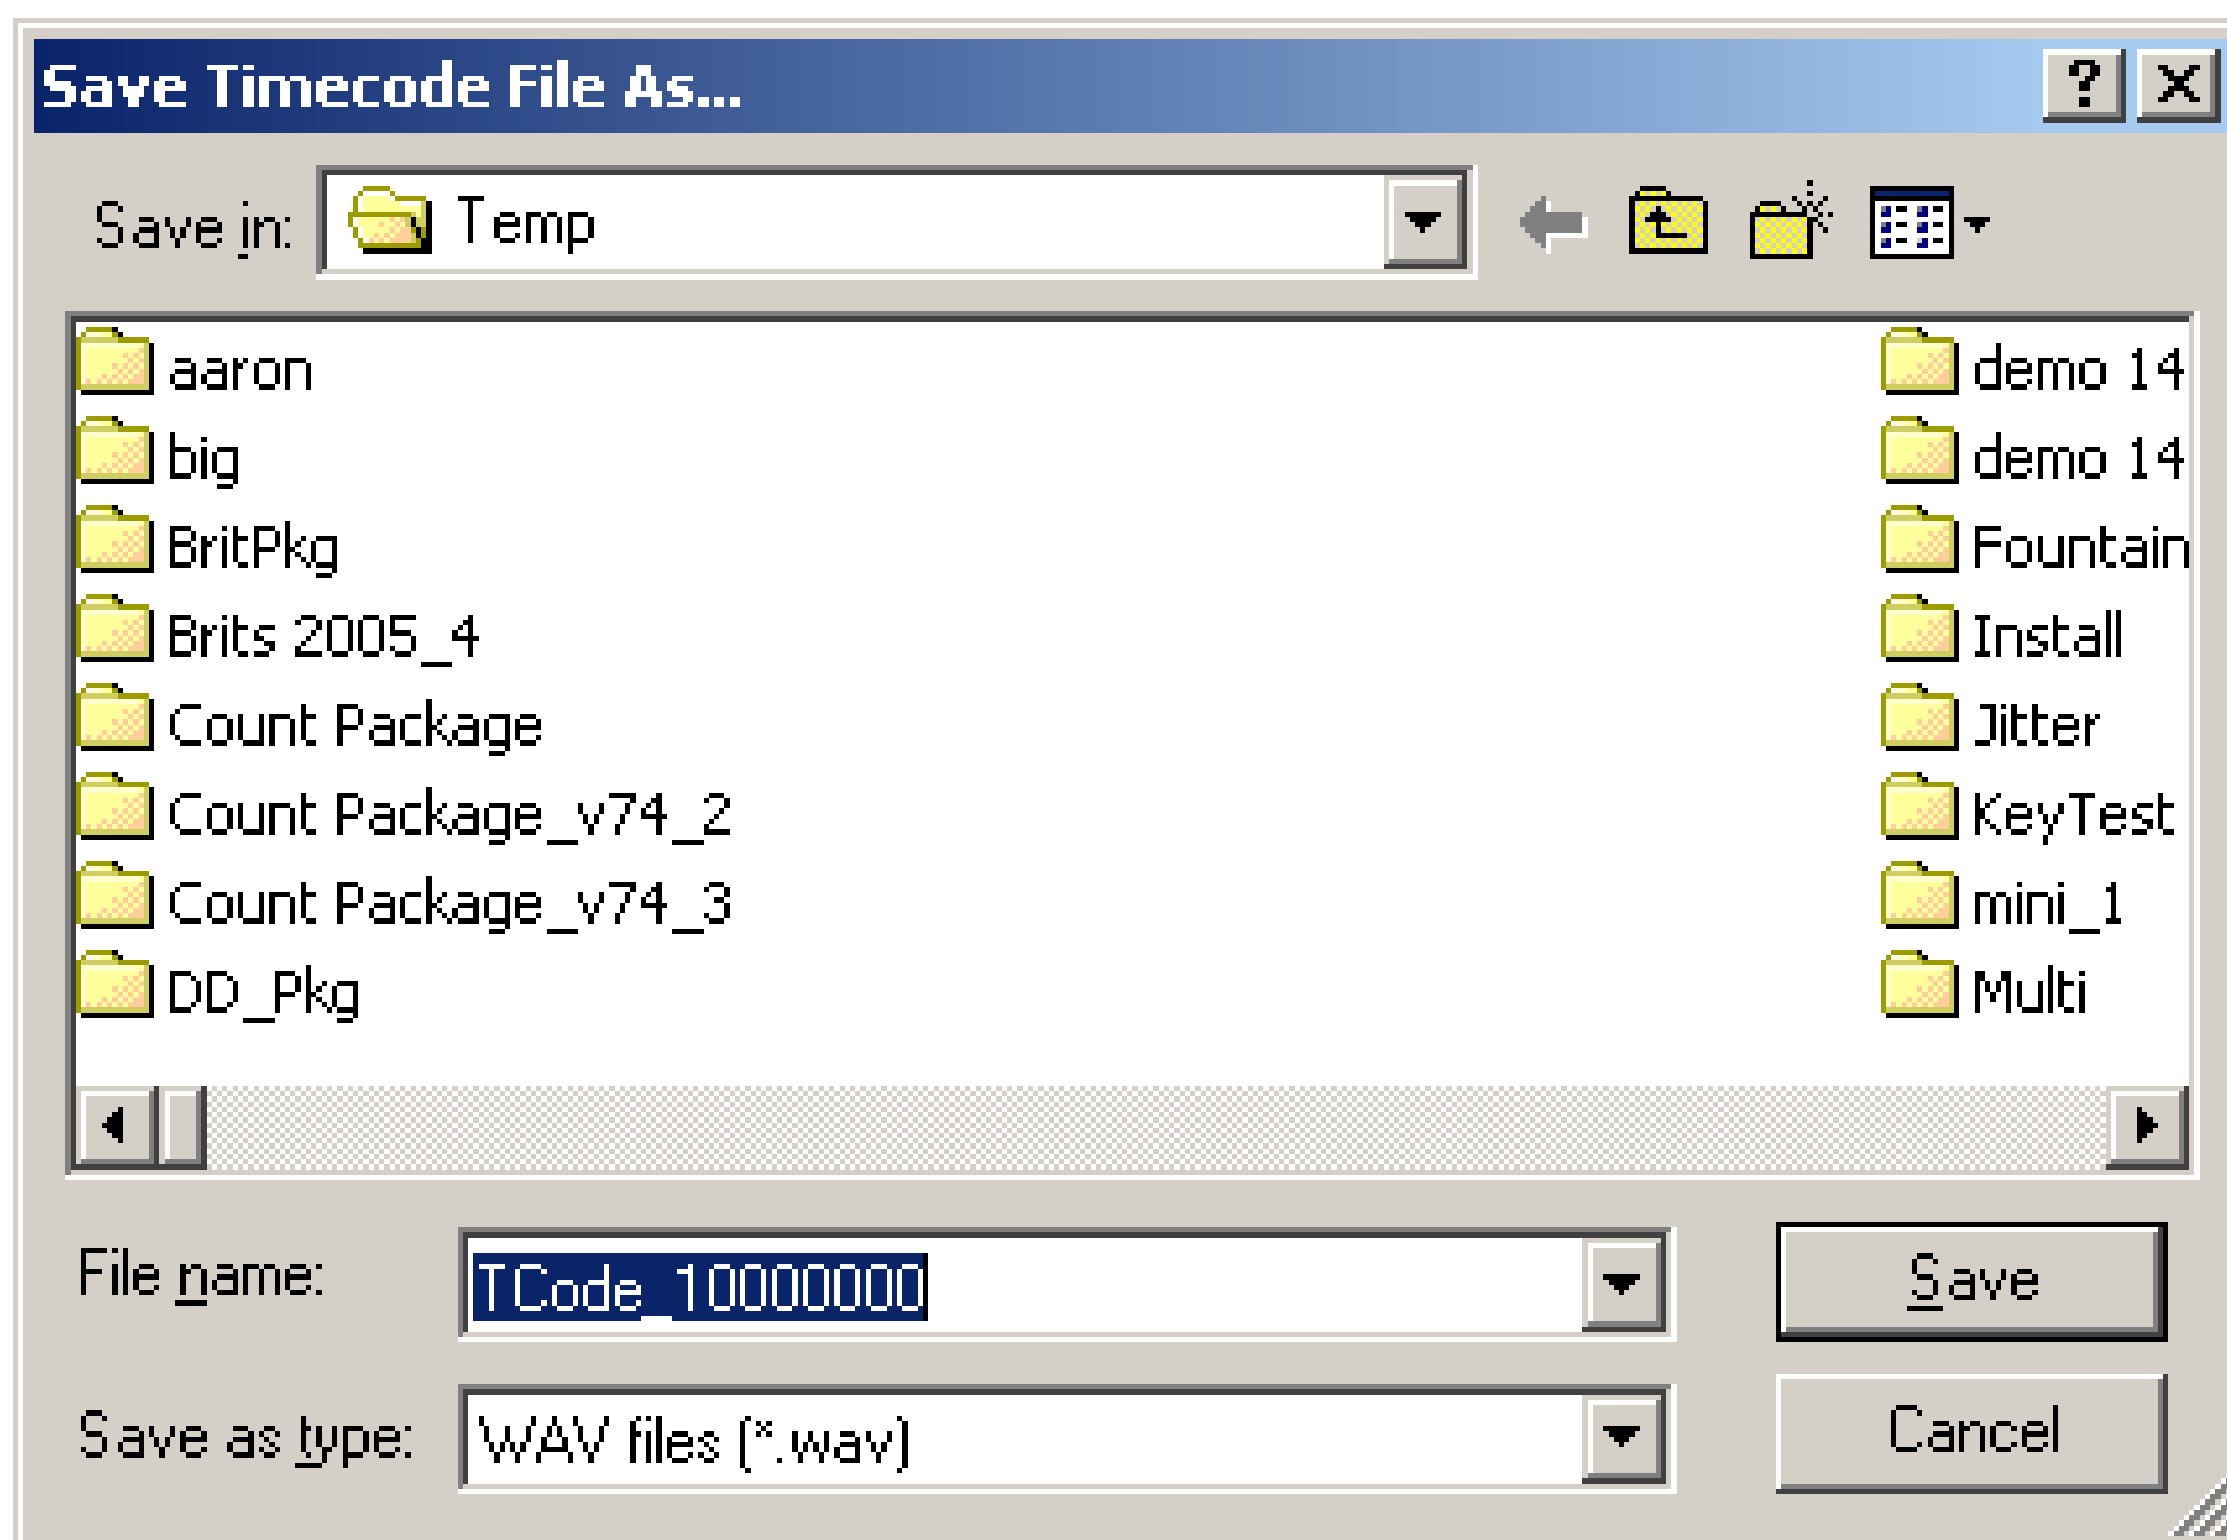 Save Timecode File As...
Save in: Temp
aaron
big
BritPkg
Brits 2005_4
Count Package
Count Package_v74_2
Count Package_v74_3
DD_Pkg
demo 14
demo 14
Fountain
Install
Jitter
KeyTest
mini_1
Multi
File name: TCode_10000000 Save
Save as type: WAV files (*.wav) Cancel